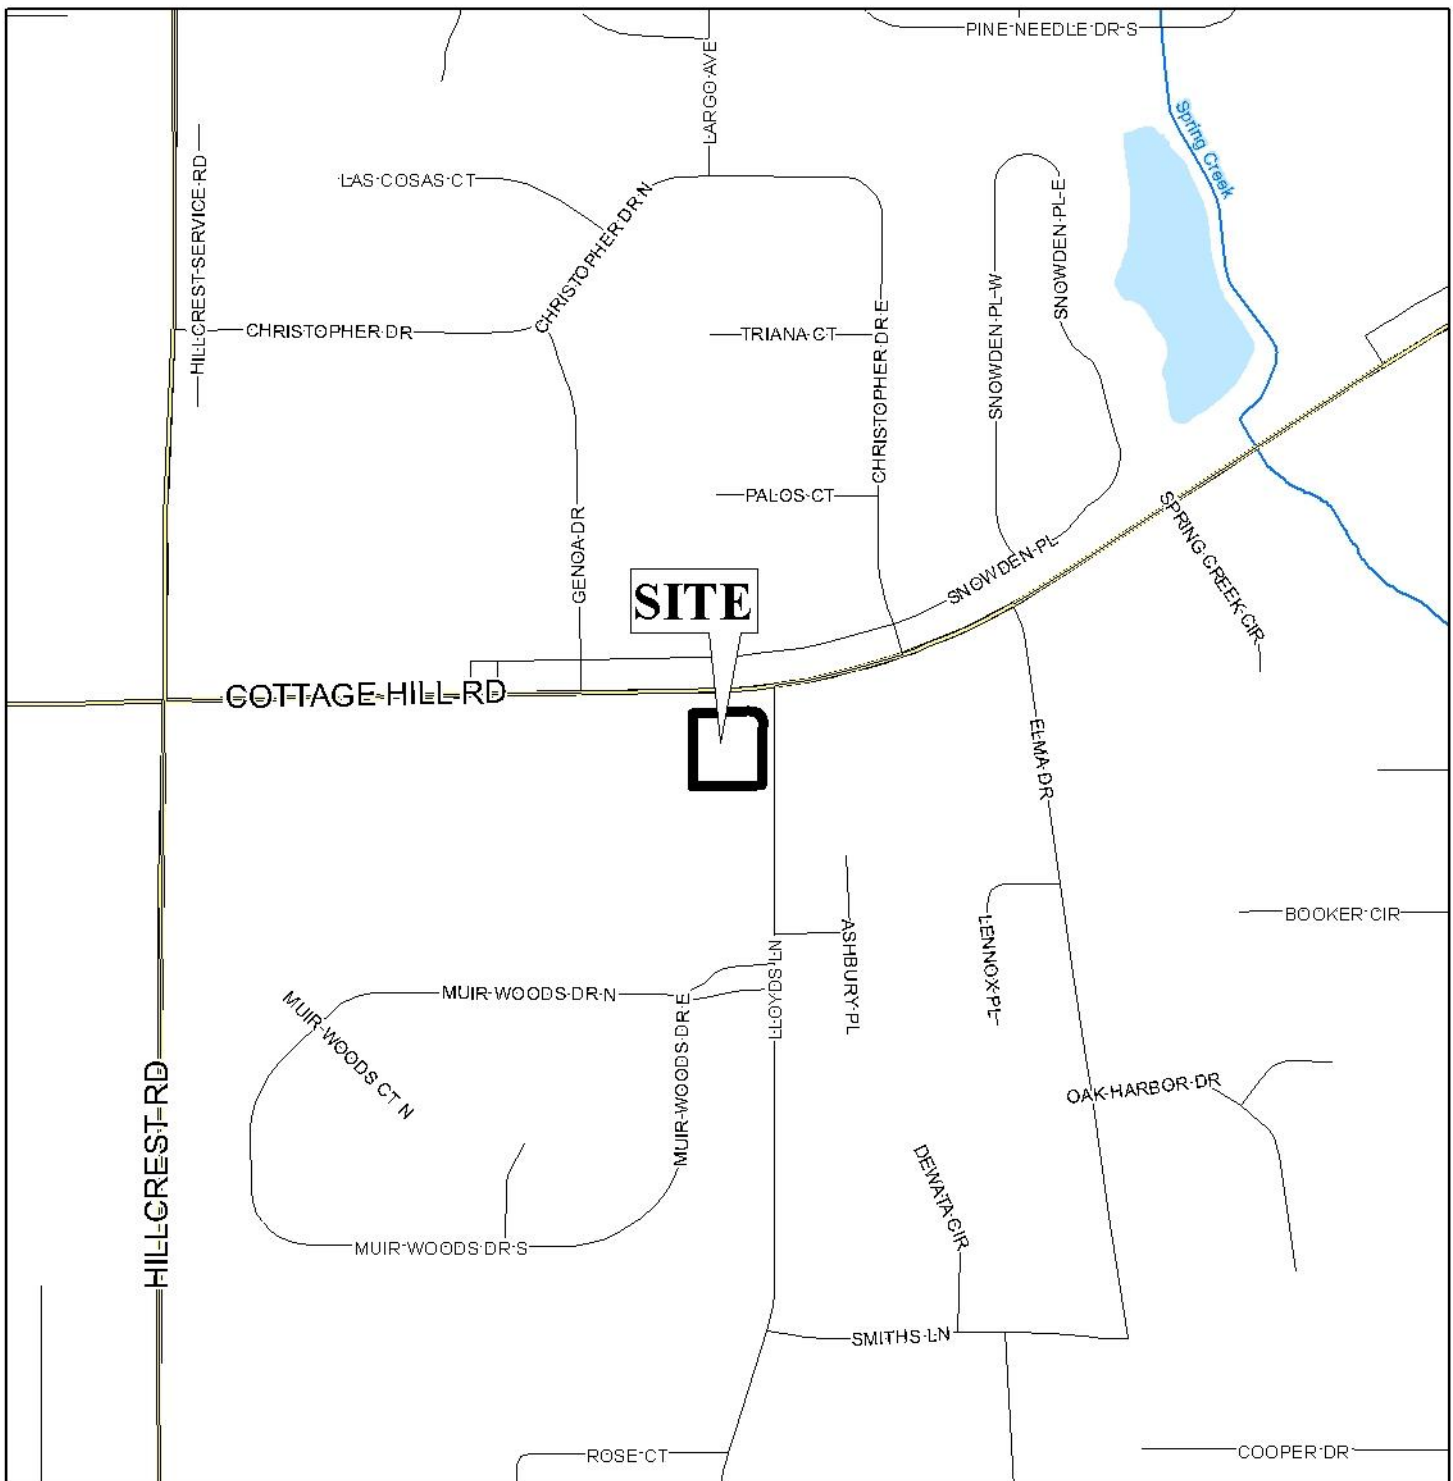 PINE NEEDLE DR S
LARGO AVE
Spring Creek
HILLCREST SERVICE RD
LAS COSAS CT
CHRISTOPHER DR N
SNOWDEN PL E
SNOWDEN PL W
CHRISTOPHER DR
TRIANA CT
CHRISTOPHER DR E
PALOS CT
GENOA DR
SNOWDEN PL
SPRING CREEK CIR
SITE
COTTAGE HILL RD
ELMA DR
BOOKER CIR
LENNOX PL
ASHBURY PL
LLOYDS LN
MUIR WOODS DR N
MUIR WOODS DR E
MUIR WOODS CT N
HILLCREST RD
OAK HARBOR DR
DEWATA CIR
MUIR WOODS DR S
SMITHS LN
ROSE CT
COOPER DR